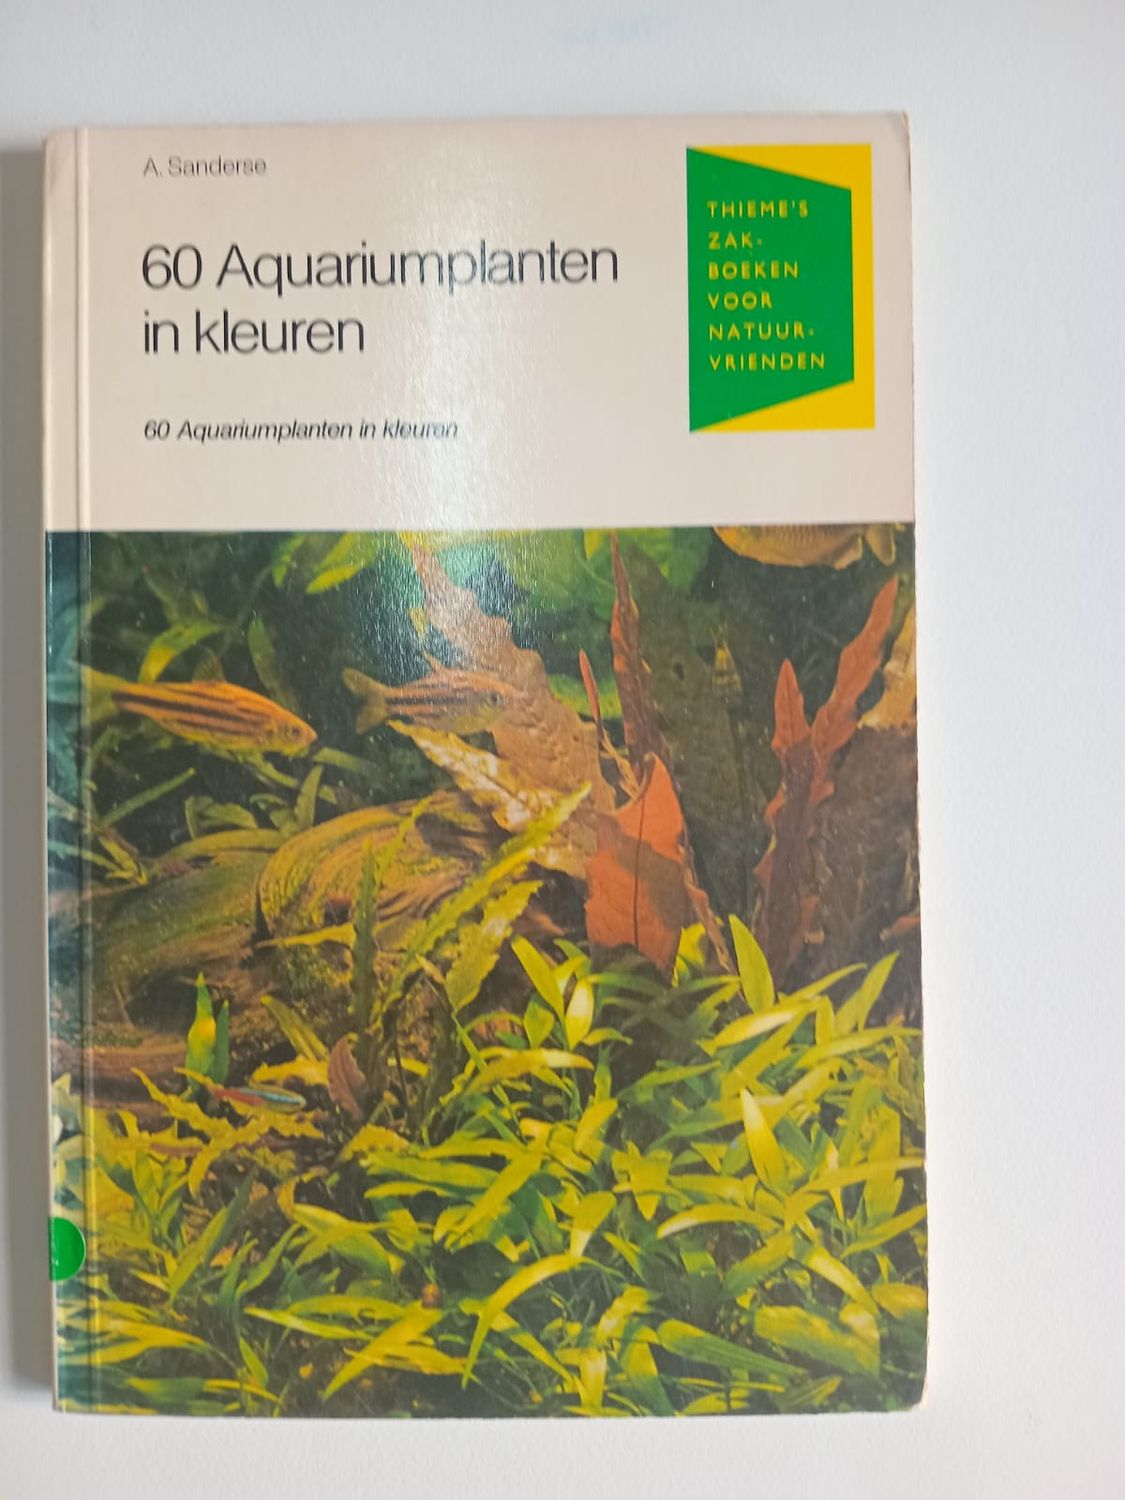 A. Sanderse
60 Aquariumplanten
in kleuren
60 Aquariumplanten in kleuren
THIEME'S
ZAK-
BOEKEN
VOOR
NATUUR-
VRIENDEN